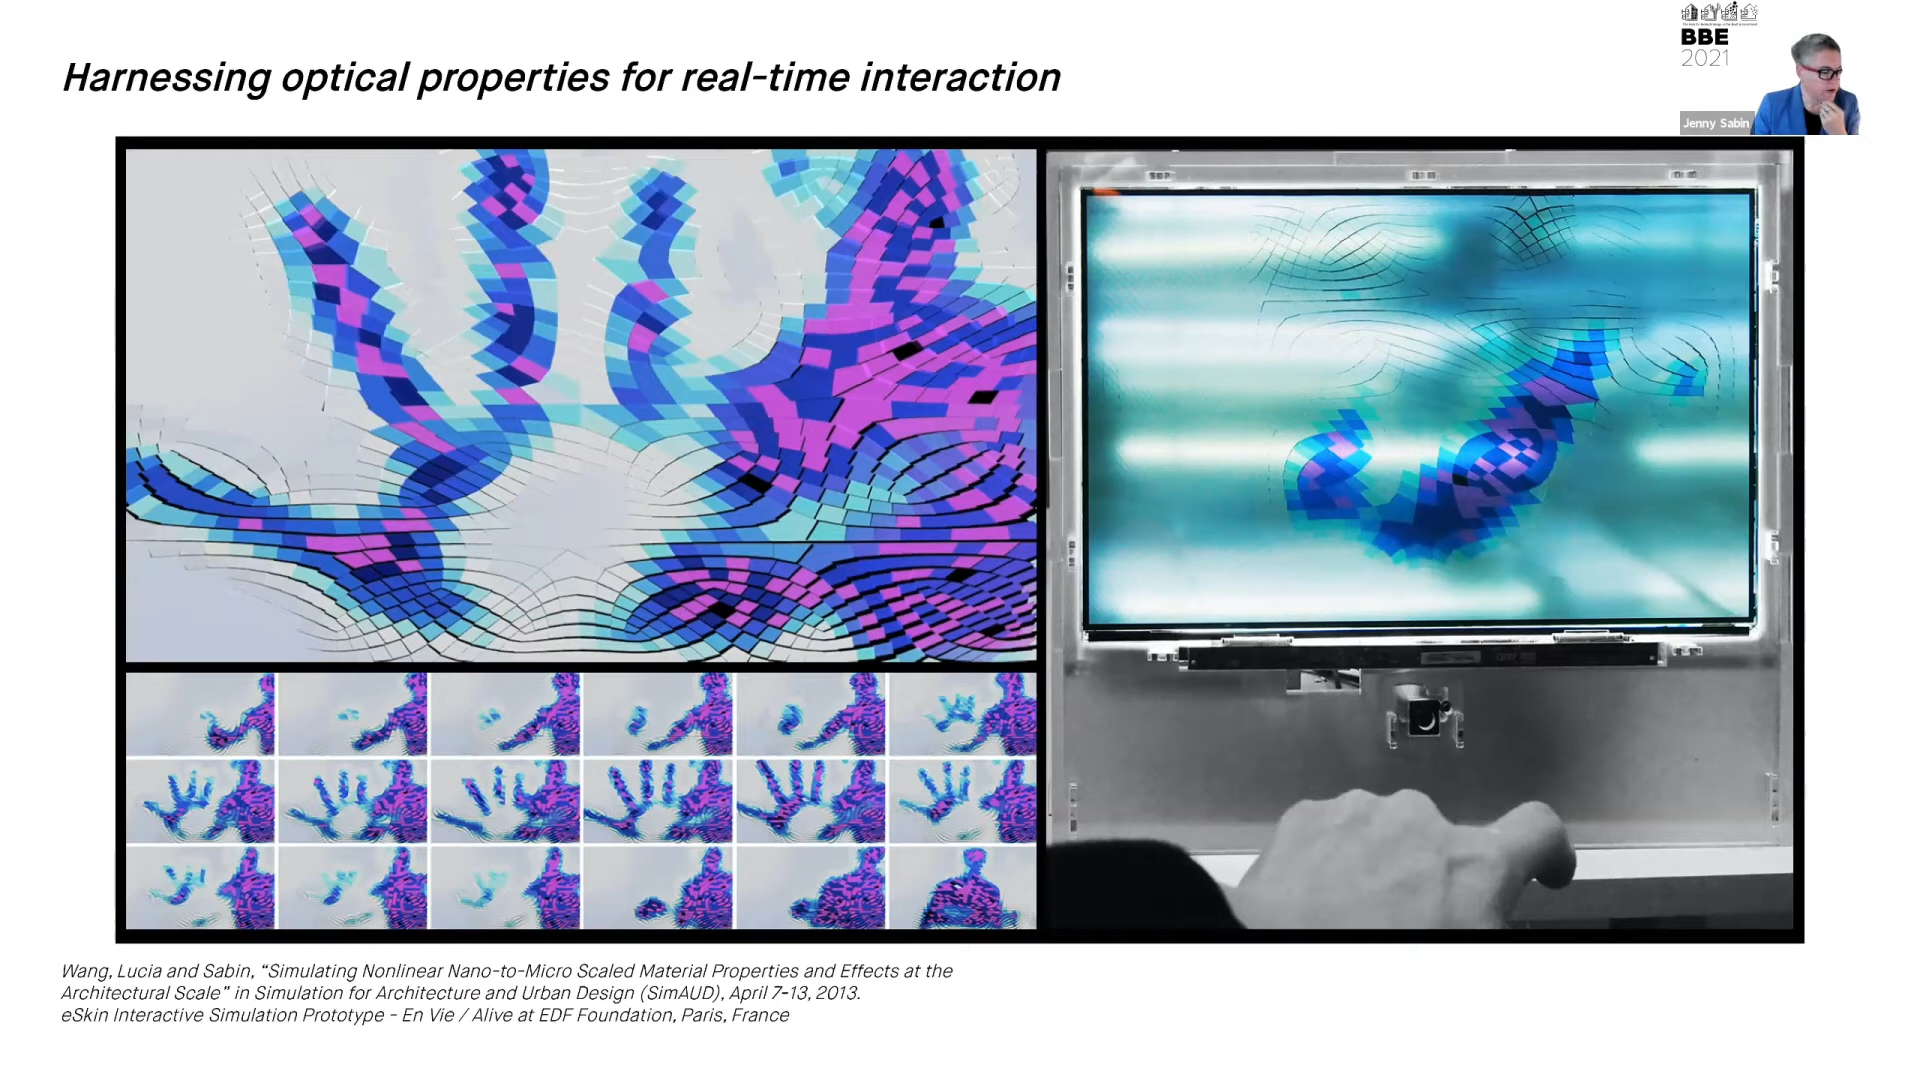 BBE
2021
Harnessing optical properties for real-time interaction
Jenny Sabin
Wang, Lucia and Sabin, “Simulating Nonlinear Nano-to-Micro Scaled Material Properties and Effects at the
Architectural Scale” in Simulation for Architecture and Urban Design (SimAUD), April 7-13, 2013.
eSkin Interactive Simulation Prototype - En Vie / Alive at EDF Foundation, Paris, France